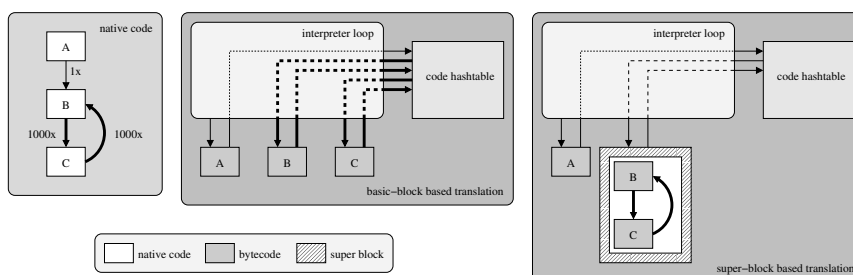 native code
A
1x
B
1000x
1000x
C
interpreter loop
code hashtable
A
B
C
basic-block based translation
interpreter loop
code hashtable
A
B
C
super-block based translation
native code
bytecode
super block